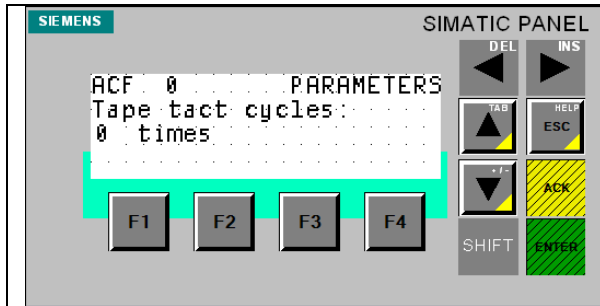 SIEMENS
SIMATIC PANEL
DEL
INS
ACF 0 PARAMETERS
Tape tact cycles:
0 times
TAB
HELP
ESC
+/-
ACK
F1
F2
F3
F4
SHIFT
ENTER